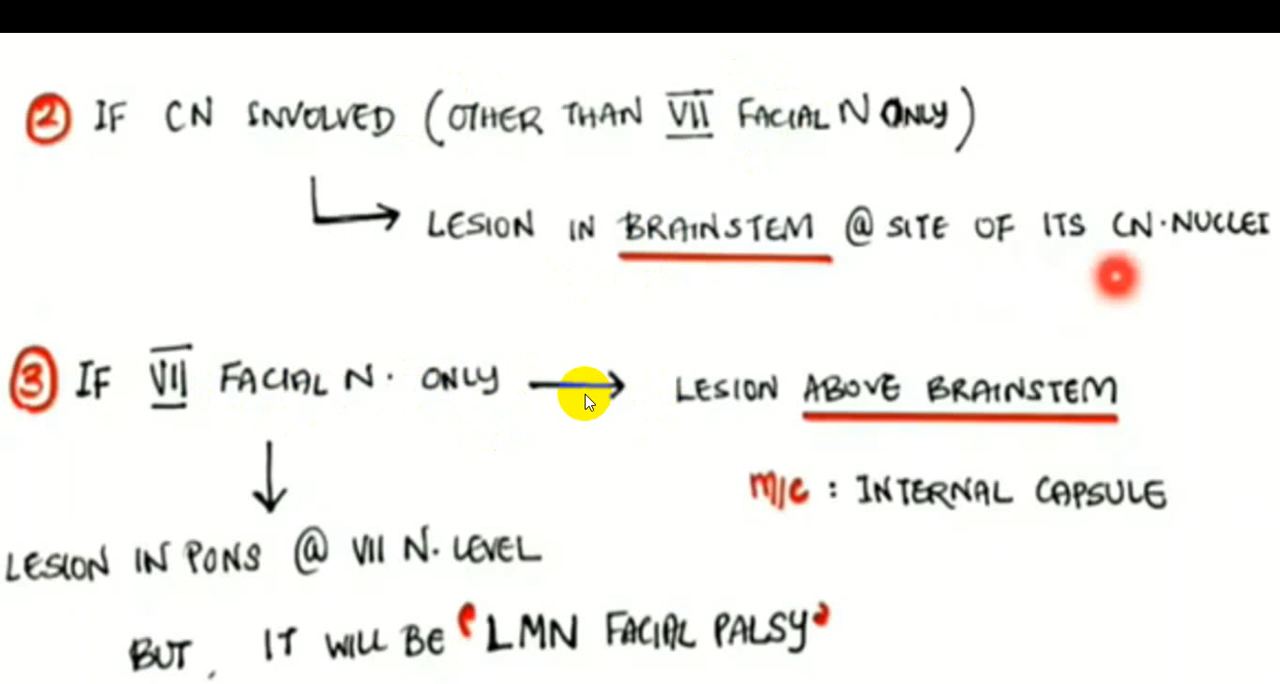 ② IF CN INVOLVED (OTHER THAN VII FACIAL N ONLY)
LESION IN BRAINSTEM @ SITE OF ITS CN·NUCLEI
③ IF VII FACIAL N· ONLY → LESION ABOVE BRAINSTEM
M/C : INTERNAL CAPSULE
LESION IN PONS @ VII N· LEVEL
BUT, IT WILL BE "LMN FACIAL PALSY"